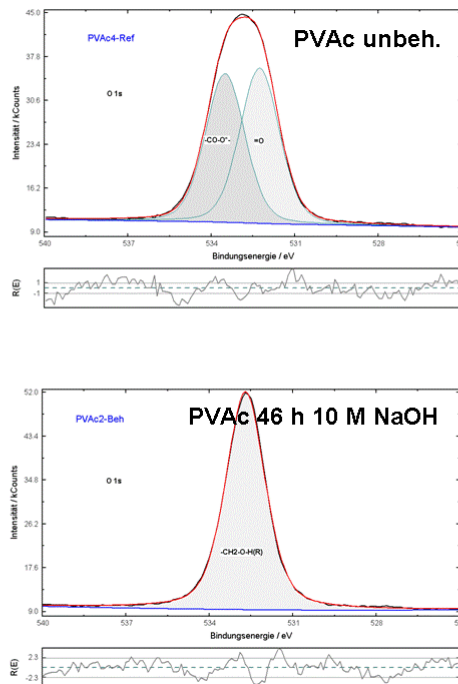 45.0
PVAc4-Ref
PVAc unbeh.
37.8
O 1s
30.6
Intensität / kCounts
23.4
-CO-O*-
=O
16.2
9.0
540
537
534
531
528
Bindungsenergie / eV
R(E)
1
-1
52.0
PVAc2-Beh
PVAc 46 h 10 M NaOH
43.4
O 1s
34.8
Intensität / kCounts
26.2
-CH2-O-H(R)
17.6
9.0
540
537
534
531
528
Bindungsenergie / eV
R(E)
2.3
-2.3